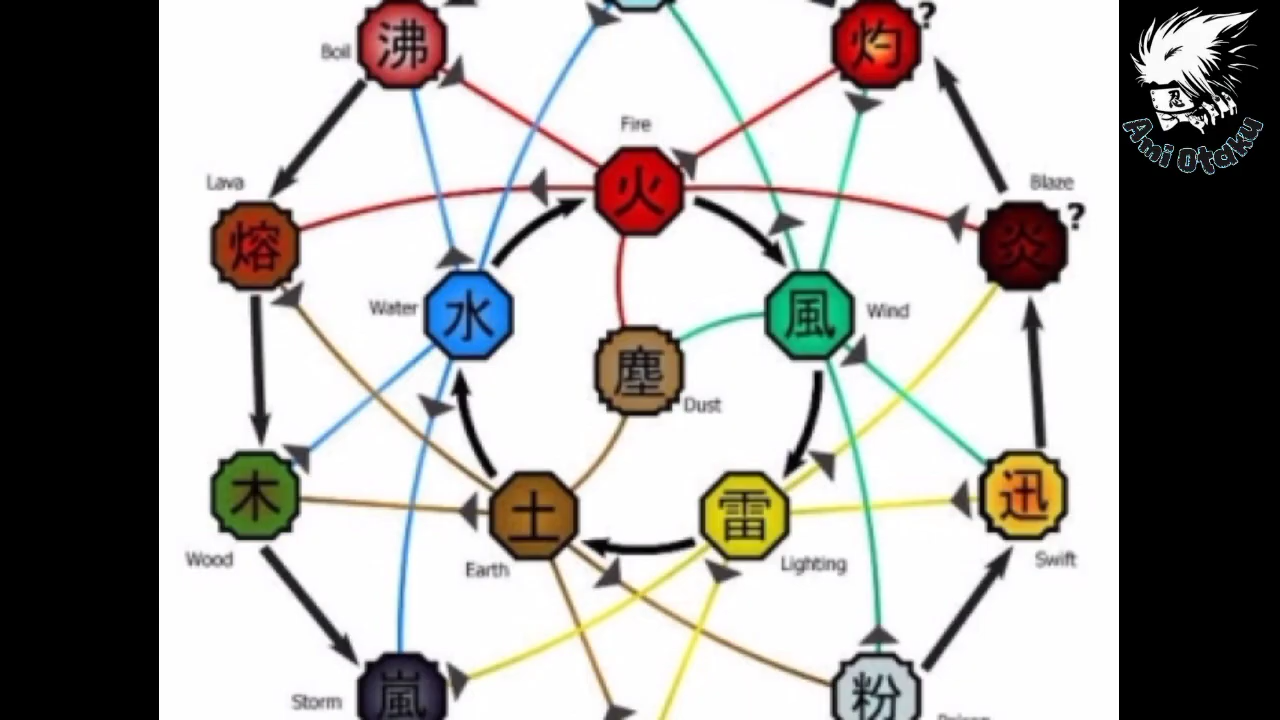 ?
沸
灼
Boil
Ani Otaku
Fire
火
Lava
Blaze
熔
炎
?
Water
水
風
Wind
塵
Dust
木
土
雷
迅
Wood
Earth
Lighting
Swift
嵐
粉
Storm